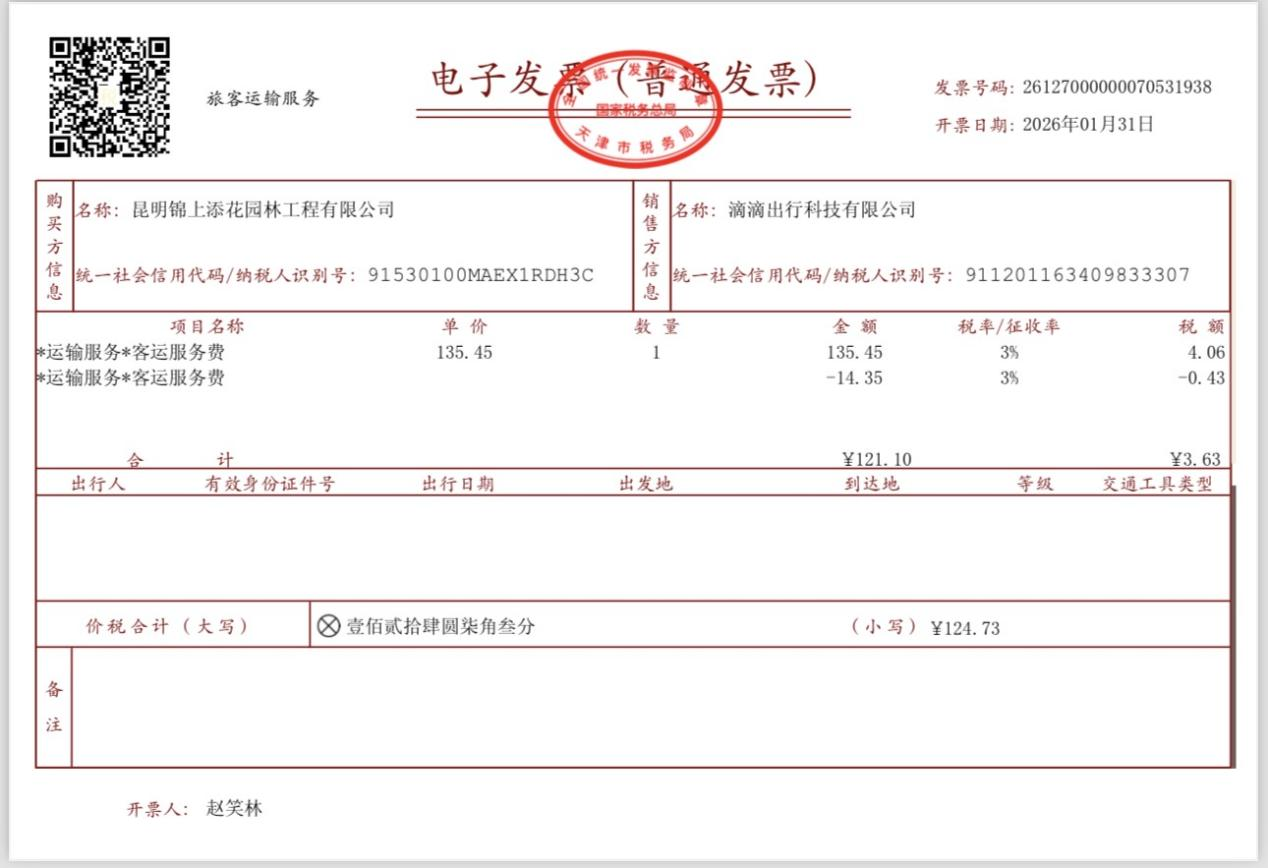 旅客运输服务
电子发票（普通发票）
国家税务总局
天津市税务局
发票号码：26127000000070531938
开票日期：2026年01月31日
购买方信息
名称：昆明锦上添花园林工程有限公司
统一社会信用代码/纳税人识别号：91530100MAEX1RDH3C
销售方信息
名称：滴滴出行科技有限公司
统一社会信用代码/纳税人识别号：911201163409833307
项目名称 单价 数量 金额 税率/征收率 税额
*运输服务*客运服务费 135.45 1 135.45 3% 4.06
*运输服务*客运服务费 -14.35 3% -0.43
合计 ¥121.10 ¥3.63
出行人 有效身份证件号 出行日期 出发地 到达地 等级 交通工具类型
价税合计（大写） ⊗壹佰贰拾肆圆柒角叁分 （小写）¥124.73
备注
开票人：赵笑林